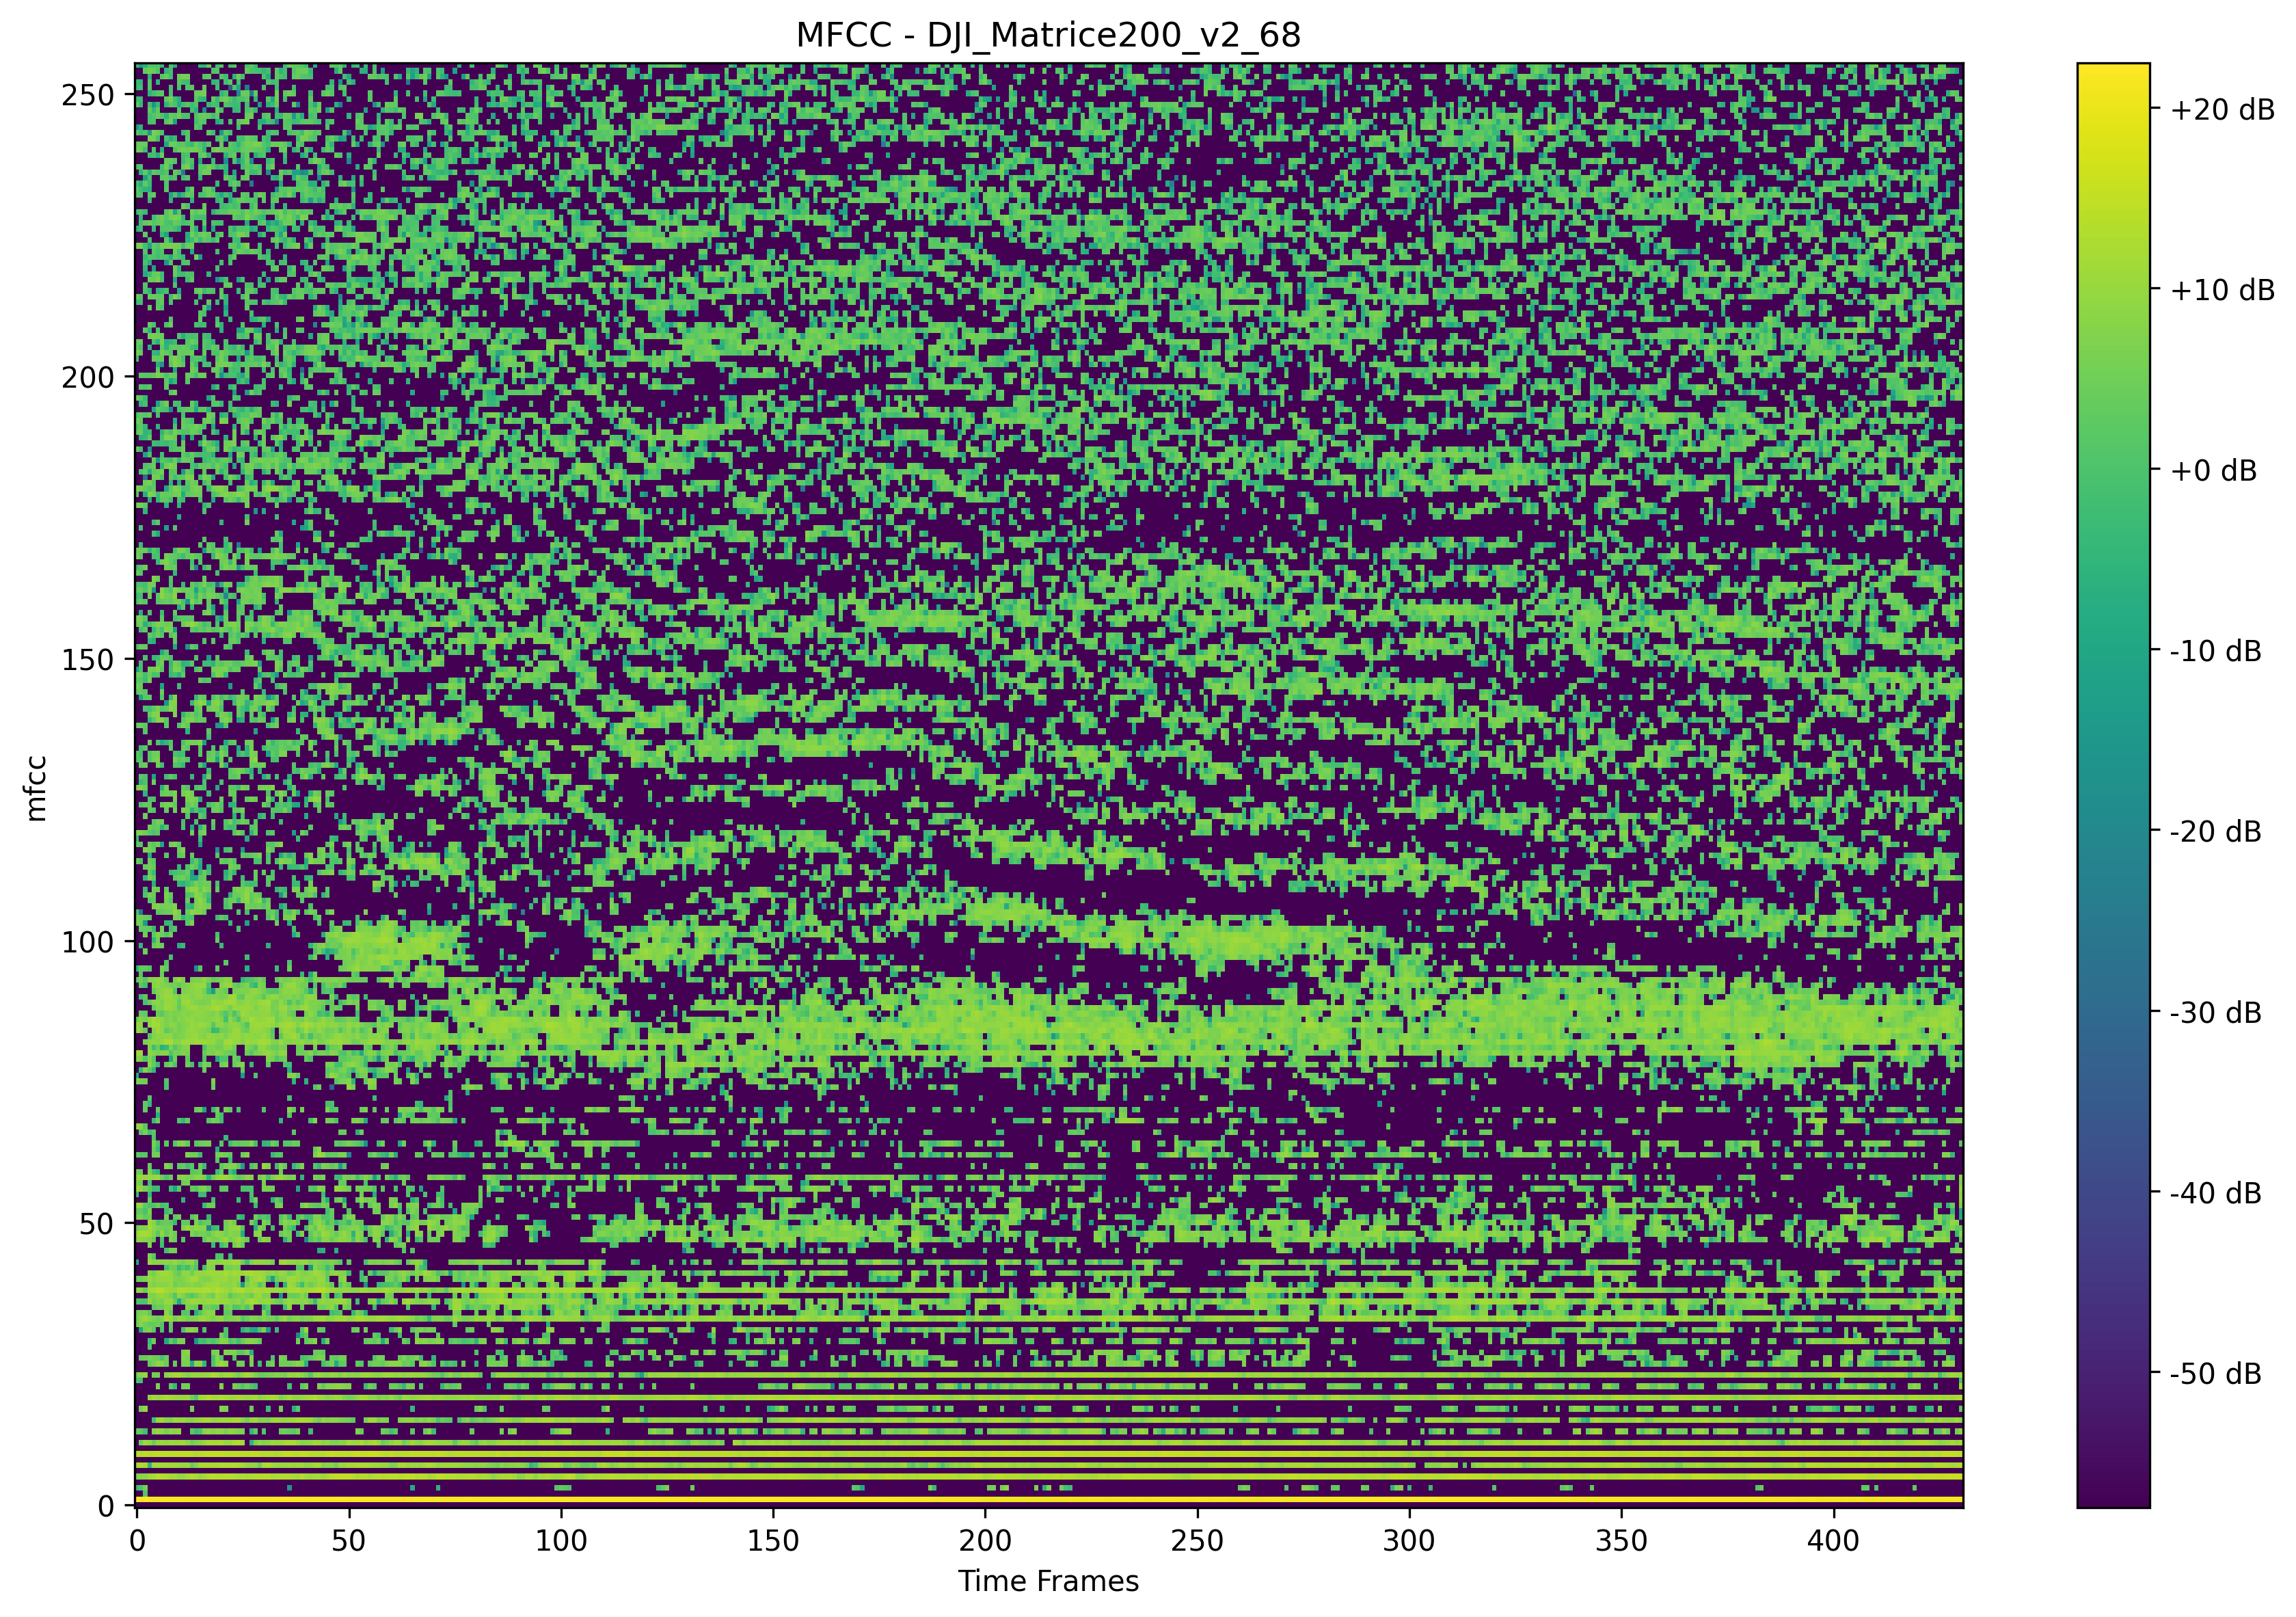 MFCC - DJI_Matrice200_v2_68
mfcc
250
200
150
100
50
0
0 50 100 150 200 250 300 350 400
Time Frames
+20 dB
+10 dB
+0 dB
-10 dB
-20 dB
-30 dB
-40 dB
-50 dB